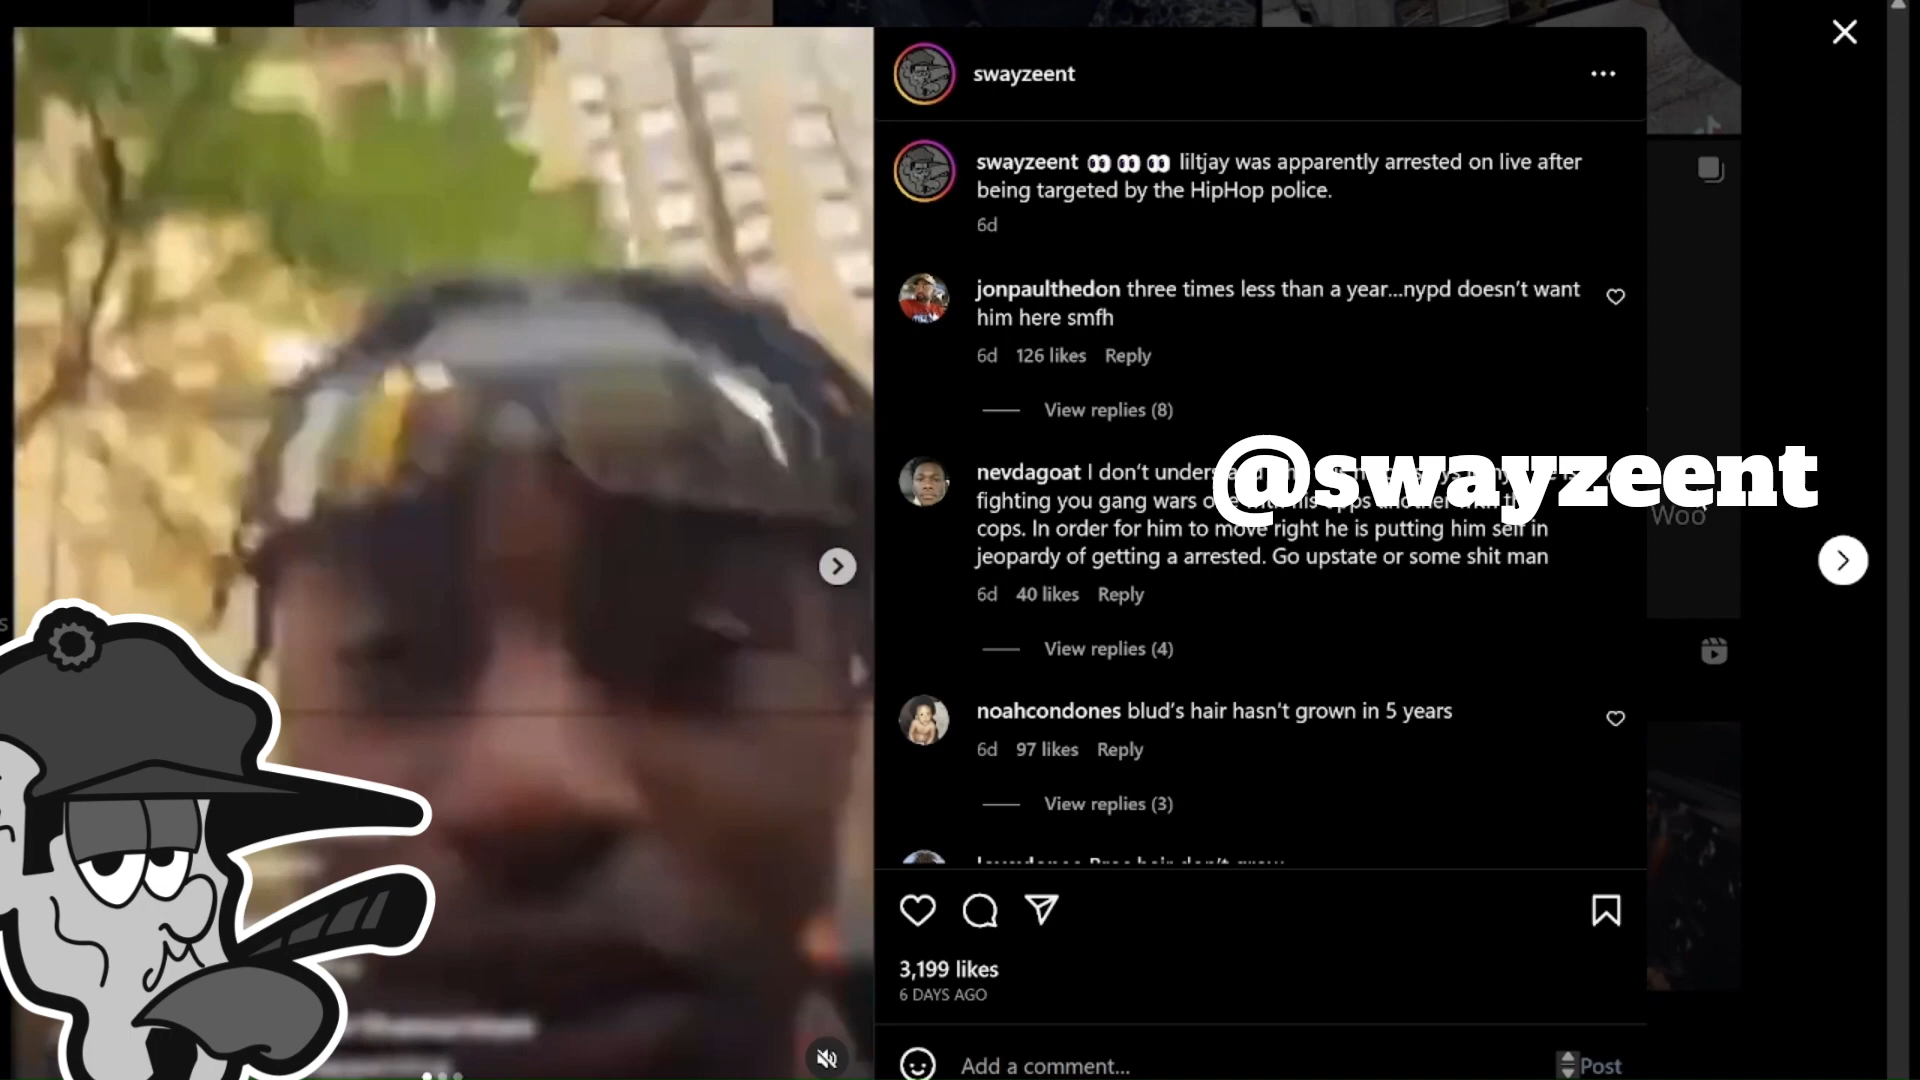 swayzeent
swayzeent 👀 👀 👀 liltjay was apparently arrested on live after
being targeted by the HipHop police.
6d
jonpaulthedon three times less than a year...nypd doesn't want
him here smfh
6d 126 likes Reply
View replies (8)
@swayzeent
nevdagoat I don't
fighting you gang wars
cops. In order for him to move right he is putting him self in
jeopardy of getting a arrested. Go upstate or some shit man
Woo
6d 40 likes Reply
View replies (4)
noahcondones blud's hair hasn't grown in 5 years
6d 97 likes Reply
View replies (3)
3,199 likes
6 DAYS AGO
Add a comment...
Post